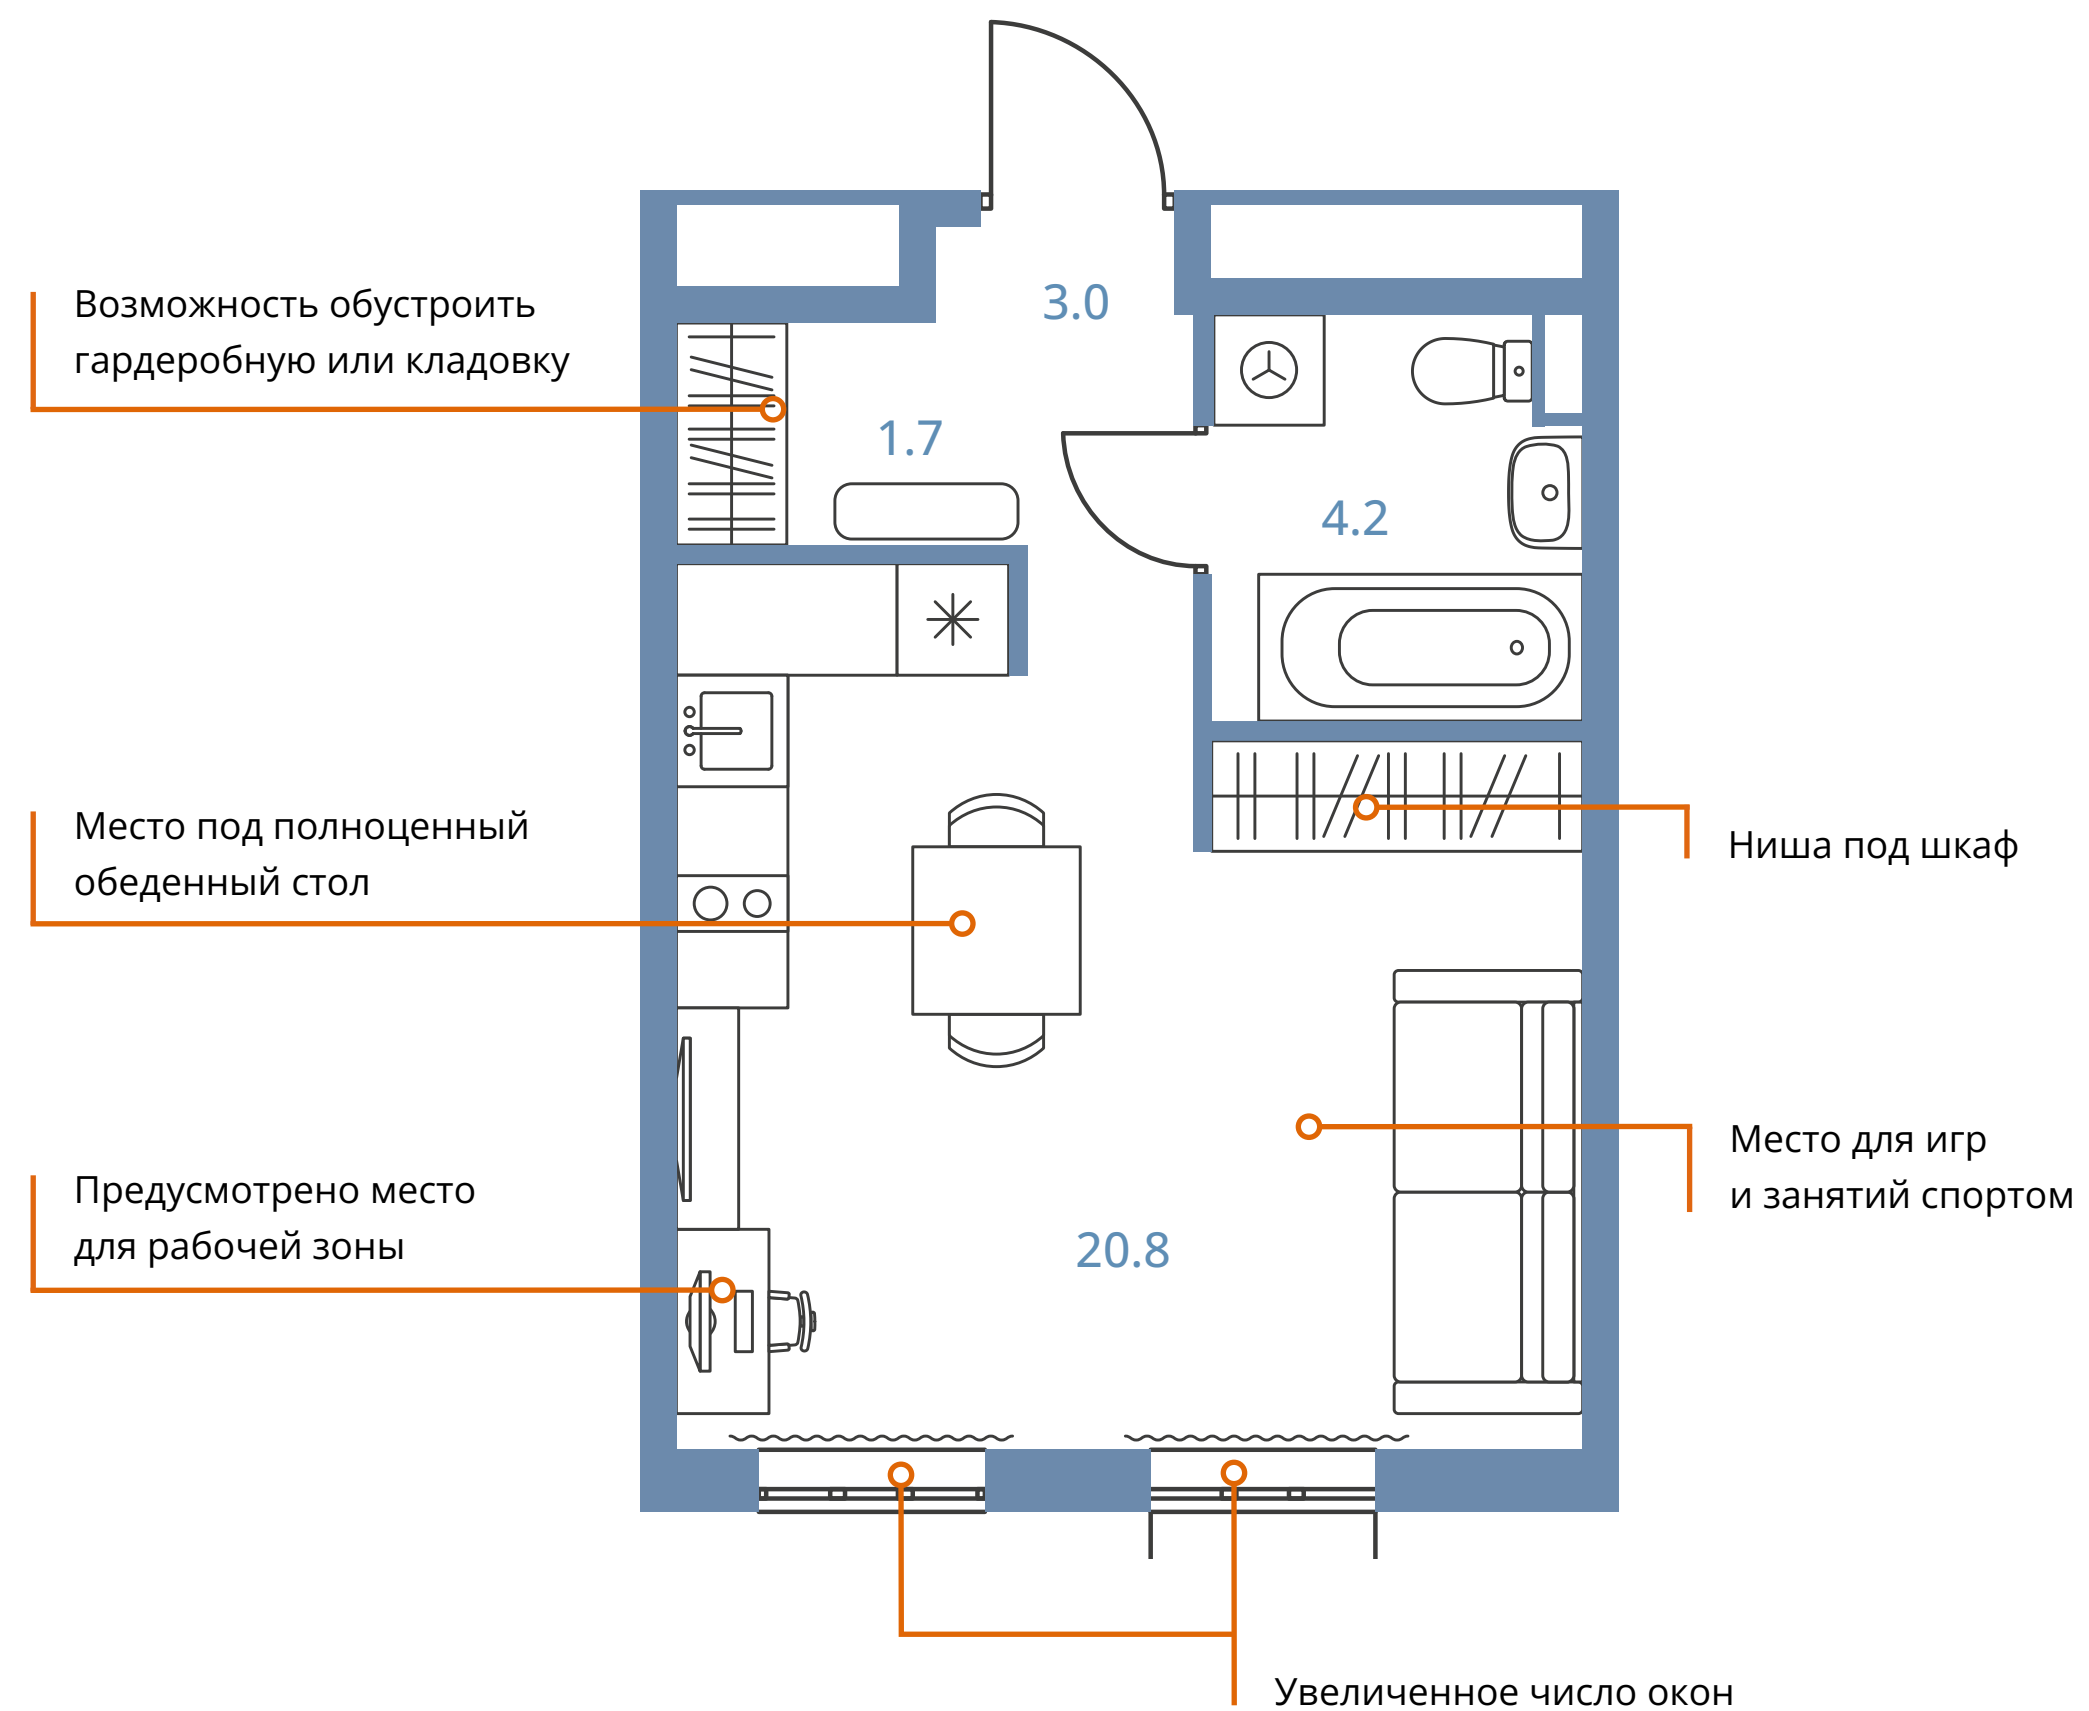 3.0
Возможность обустроить
гардеробную или кладовку
1.7
4.2
Место под полноценный
обеденный стол
Ниша под шкаф
Место для игр
и занятий спортом
Предусмотрено место
для рабочей зоны
20.8
Увеличенное число окон